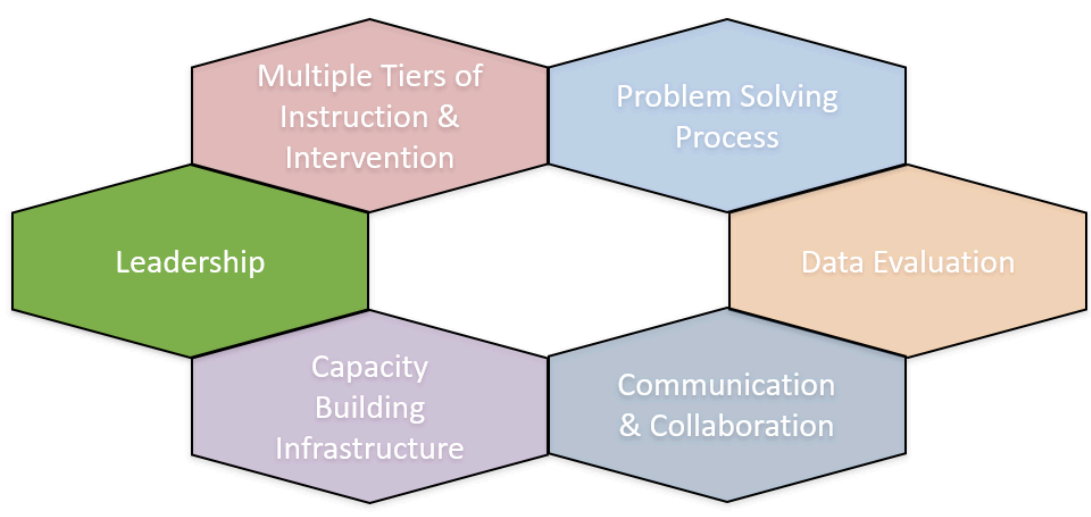 Multiple Tiers of
Instruction &
Intervention
Problem Solving
Process
Leadership
Data Evaluation
Capacity
Building
Infrastructure
Communication
& Collaboration